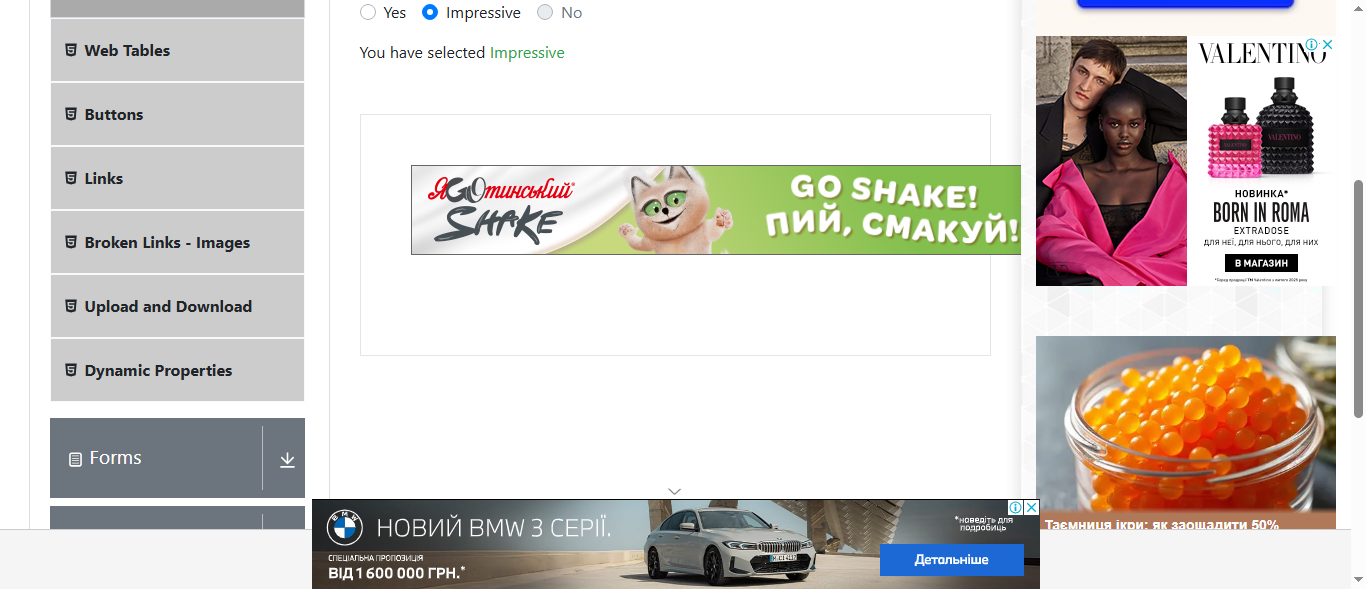 Yes Impressive No
You have selected Impressive
Web Tables
Buttons
Links
Broken Links - Images
Upload and Download
Dynamic Properties
Forms
ЯGOтинський
SHAKE
GO SHAKE!
ПИЙ, СМАКУЙ!
VALENTINO
VALENTINO
НОВИНКА*
BORN IN ROMA
EXTRADOSE
ДЛЯ НЕЇ, ДЛЯ НЬОГО, ДЛЯ НИХ
В МАГАЗИН
Таємниця ікри: як заощадити 50%
BMW
НОВИЙ BMW 3 СЕРІЇ.
СПЕЦІАЛЬНА ПРОПОЗИЦІЯ
ВІД 1 600 000 ГРН.*
*наведіть для
подробиць
Детальніше